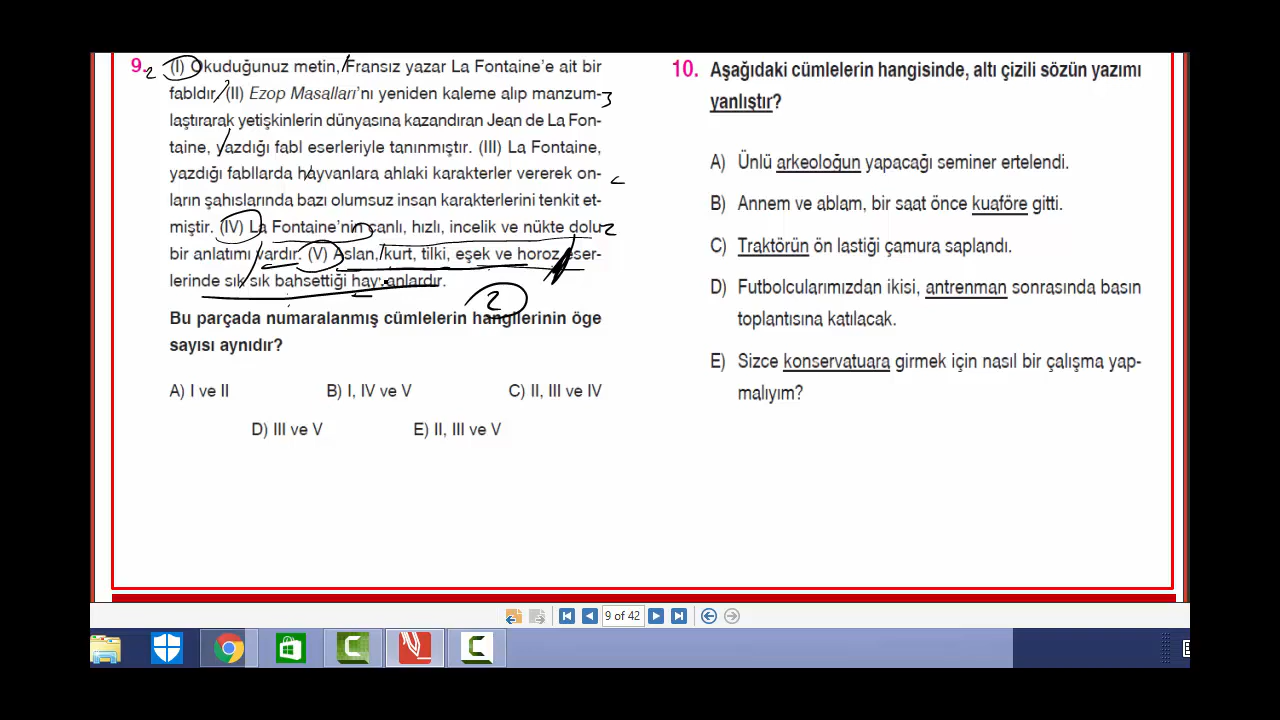 9. (I) Okuduğunuz metin, Fransız yazar La Fontaine'e ait bir
2
fabldır. (II) Ezop Masalları'nı yeniden kaleme alıp manzum-
3
laştırarak yetişkinlerin dünyasına kazandıran Jean de La Fon-
taine, yazdığı fabl eserleriyle tanınmıştır. (III) La Fontaine,
yazdığı fabllarda hayvanlara ahlaki karakterler vererek on-
ların şahıslarında bazı olumsuz insan karakterlerini tenkit et-
miştir. (IV) La Fontaine'nin canlı, hızlı, incelik ve nükte dolu
2
bir anlatımı vardır. (V) Aslan, kurt, tilki, eşek ve horoz eser-
lerinde sık sık bahsettiği hayvanlardır.
2
Bu parçada numaralanmış cümlelerin hangilerinin öge
sayısı aynıdır?
A) I ve II
B) I, IV ve V
C) II, III ve IV
D) III ve V
E) II, III ve V
10. Aşağıdaki cümlelerin hangisinde, altı çizili sözün yazımı
yanlıştır?
A) Ünlü arkeoloğun yapacağı seminer ertelendi.
B) Annem ve ablam, bir saat önce kuaföre gitti.
C) Traktörün ön lastiği çamura saplandı.
D) Futbolcularımızdan ikisi, antrenman sonrasında basın
toplantısına katılacak.
E) Sizce konservatuara girmek için nasıl bir çalışma yap-
malıyım?
9 of 42